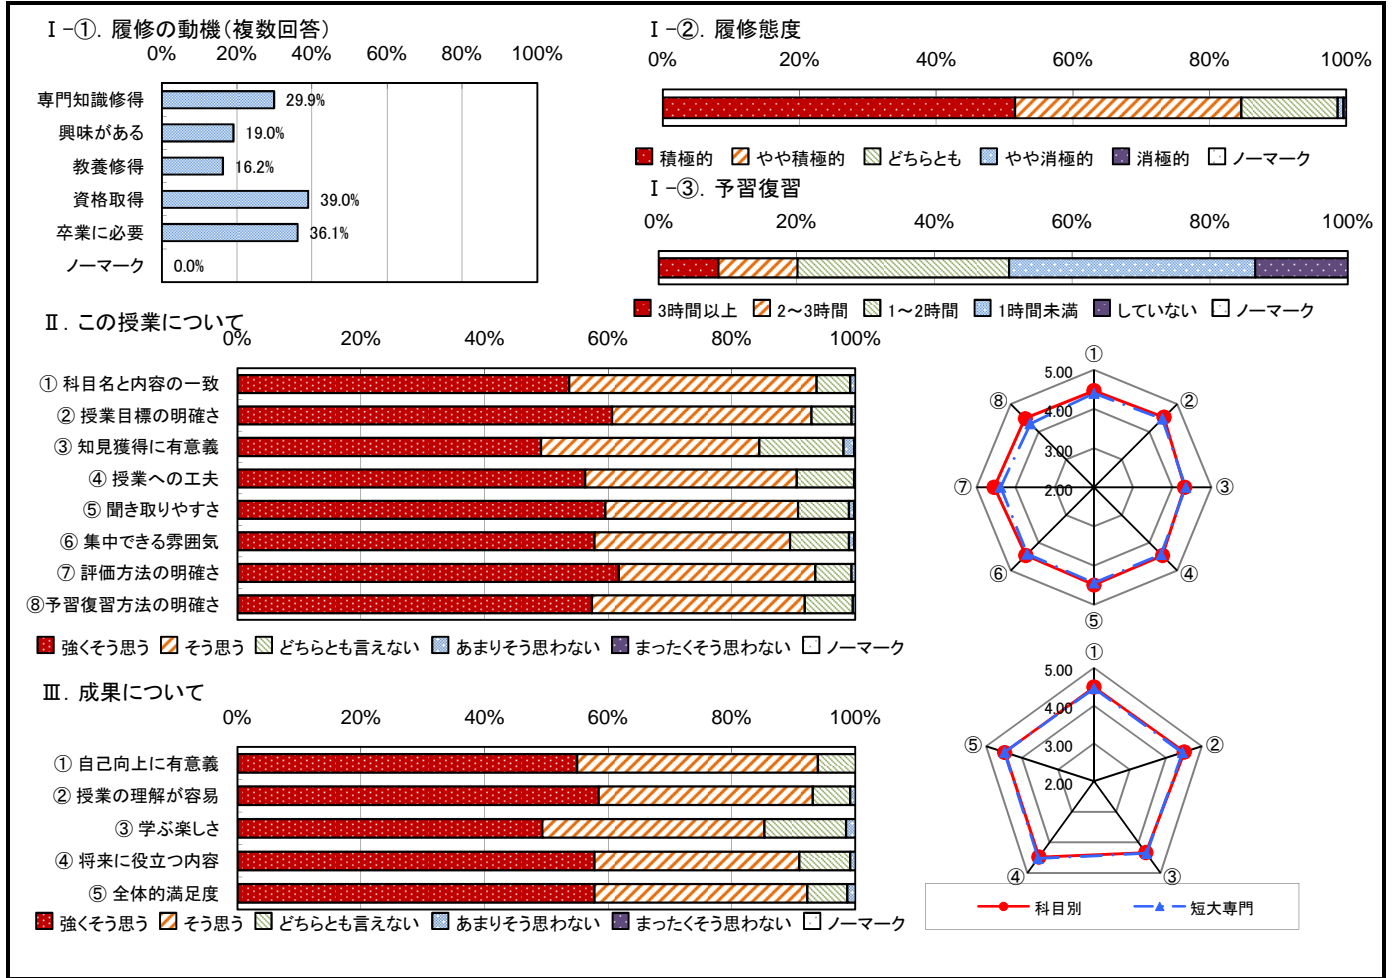 Ⅰ-①. 履修の動機(複数回答)
0% 20% 40% 60% 80% 100%
専門知識修得 29.9%
興味がある 19.0%
教養修得 16.2%
資格取得 39.0%
卒業に必要 36.1%
ノーマーク 0.0%
Ⅰ-②. 履修態度
0% 20% 40% 60% 80% 100%
積極的 やや積極的 どちらとも やや消極的 消極的 ノーマーク
Ⅰ-③. 予習復習
0% 20% 40% 60% 80% 100%
3時間以上 2〜3時間 1〜2時間 1時間未満 していない ノーマーク
Ⅱ. この授業について
0% 20% 40% 60% 80% 100%
① 科目名と内容の一致
② 授業目標の明確さ
③ 知見獲得に有意義
④ 授業への工夫
⑤ 聞き取りやすさ
⑥ 集中できる雰囲気
⑦ 評価方法の明確さ
⑧予習復習方法の明確さ
強くそう思う そう思う どちらとも言えない あまりそう思わない まったくそう思わない ノーマーク
①
5.00
⑧ ②
4.00
3.00
⑦ 2.00 ③
⑥ ④
⑤
Ⅲ. 成果について
0% 20% 40% 60% 80% 100%
① 自己向上に有意義
② 授業の理解が容易
③ 学ぶ楽しさ
④ 将来に役立つ内容
⑤ 全体的満足度
強くそう思う そう思う どちらとも言えない あまりそう思わない まったくそう思わない ノーマーク
①
5.00
4.00
⑤ 3.00 ②
2.00
④ ③
科目別 短大専門